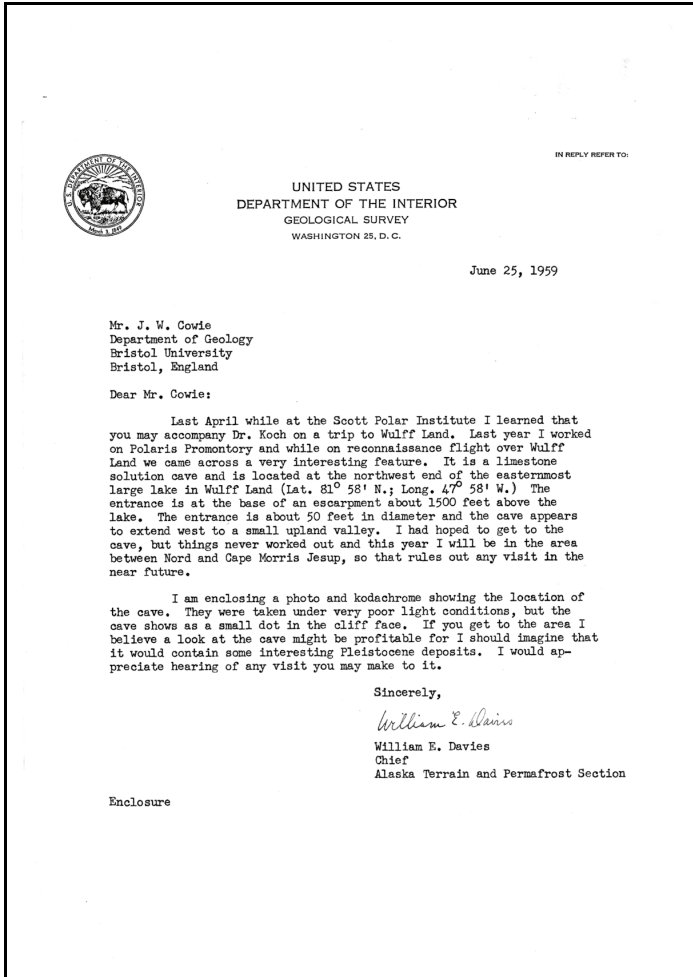 IN REPLY REFER TO:
U. S. DEPARTMENT OF THE INTERIOR
March 3, 1849
UNITED STATES
DEPARTMENT OF THE INTERIOR
GEOLOGICAL SURVEY
WASHINGTON 25, D. C.
June 25, 1959
Mr. J. W. Cowie
Department of Geology
Bristol University
Bristol, England
Dear Mr. Cowie:
Last April while at the Scott Polar Institute I learned that
you may accompany Dr. Koch on a trip to Wulff Land. Last year I worked
on Polaris Promontory and while on reconnaissance flight over Wulff
Land we came across a very interesting feature. It is a limestone
solution cave and is located at the northwest end of the easternmost
large lake in Wulff Land (Lat. 81° 58' N.; Long. 47° 58' W.) The
entrance is at the base of an escarpment about 1500 feet above the
lake. The entrance is about 50 feet in diameter and the cave appears
to extend west to a small upland valley. I had hoped to get to the
cave, but things never worked out and this year I will be in the area
between Nord and Cape Morris Jesup, so that rules out any visit in the
near future.
I am enclosing a photo and kodachrome showing the location of
the cave. They were taken under very poor light conditions, but the
cave shows as a small dot in the cliff face. If you get to the area I
believe a look at the cave might be profitable for I should imagine that
it would contain some interesting Pleistocene deposits. I would ap-
preciate hearing of any visit you may make to it.
Sincerely,
William E. Davies
William E. Davies
Chief
Alaska Terrain and Permafrost Section
Enclosure